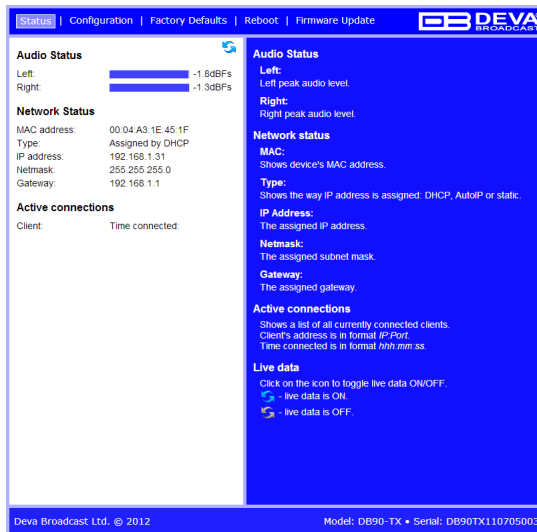 Status | Configuration | Factory Defaults | Reboot | Firmware Update
DEVA
BROADCAST
Audio Status
Left: -1.8dBFs
Right: -1.3dBFs
Network Status
MAC address: 00:04:A3:1E:45:1F
Type: Assigned by DHCP
IP address: 192.168.1.31
Netmask: 255.255.255.0
Gateway: 192.168.1.1
Active connections
Client: Time connected:
Audio Status
Left:
Left peak audio level.
Right:
Right peak audio level.
Network status
MAC:
Shows device's MAC address.
Type:
Shows the way IP address is assigned: DHCP, AutoIP or static.
IP Address:
The assigned IP address.
Netmask:
The assigned subnet mask.
Gateway:
The assigned gateway.
Active connections
Shows a list of all currently connected clients.
Client's address is in format IP:Port.
Time connected is in format hhh:mm:ss.
Live data
Click on the icon to toggle live data ON/OFF.
- live data is ON.
- live data is OFF.
Deva Broadcast Ltd. © 2012
Model: DB90-TX • Serial: DB90TX110705003